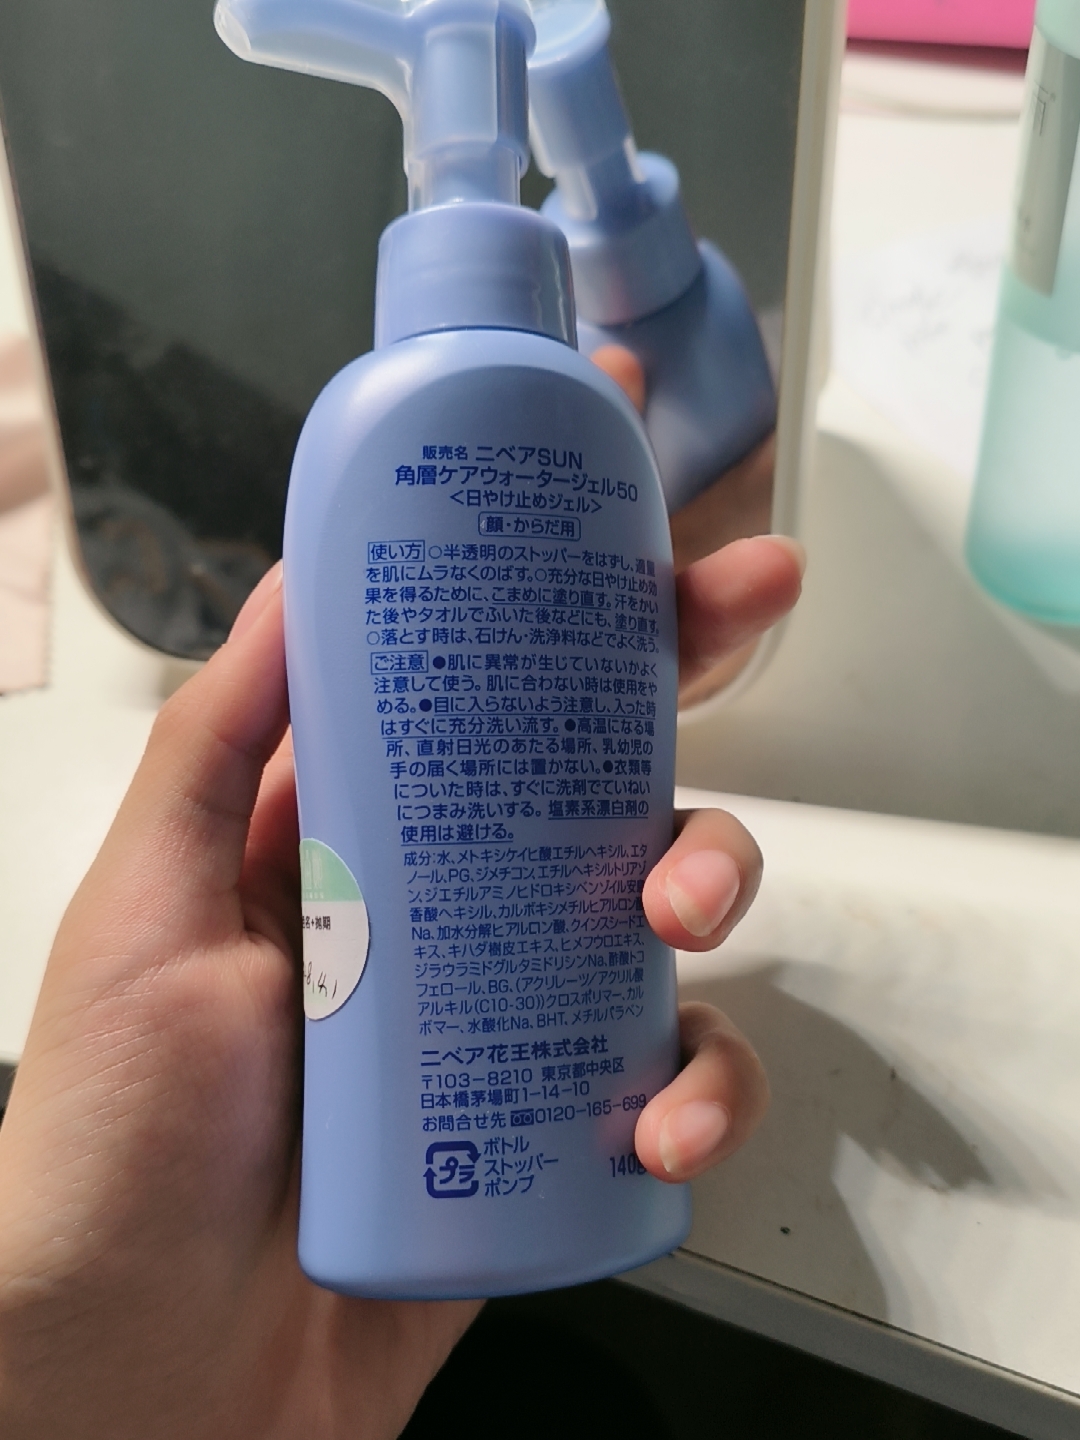 販売名 ニベアSUN
角層ケアウォータージェル50
<日やけ止めジェル>
顔・からだ用
使い方 ○半透明のストッパーをはずし、適量
を肌にムラなくのばす。○充分な日やけ止め効
果を得るために、こまめに塗り直す。汗をかい
た後やタオルでふいた後などにも、塗り直す。
○落とす時は、石けん・洗浄料などでよく洗う。
ご注意 ●肌に異常が生じていないかよく
注意して使う。肌に合わない時は使用をや
める。●目に入らないよう注意し、入った時
はすぐに充分洗い流す。●高温になる場
所、直射日光のあたる場所、乳幼児の
手の届く場所には置かない。●衣類等
についた時は、すぐに洗剤でていねい
につまみ洗いする。塩素系漂白剤の
使用は避ける。
成分:水、メトキシケイヒ酸エチルヘキシル、エタ
ノール、PG、ジメチコン、エチルヘキシルトリアゾ
ン、ジエチルアミノヒドロキシベンゾイル安息
香酸ヘキシル、カルボキシメチルヒアルロン酸
Na、加水分解ヒアルロン酸、クインスシードエ
キス、キハダ樹皮エキス、ヒメフウロエキス、
ジラウラミドグルタミドリシンNa、酢酸トコ
フェロール、BG、(アクリレーツ/アクリル酸
アルキル(C10-30))クロスポリマー、カル
ボマー、水酸化Na、BHT、メチルパラベン
ニベア花王株式会社
〒103-8210 東京都中央区
日本橋茅場町1-14-10
お問合せ先 0120-165-699
プラ
ボトル
ストッパー
ポンプ
140g